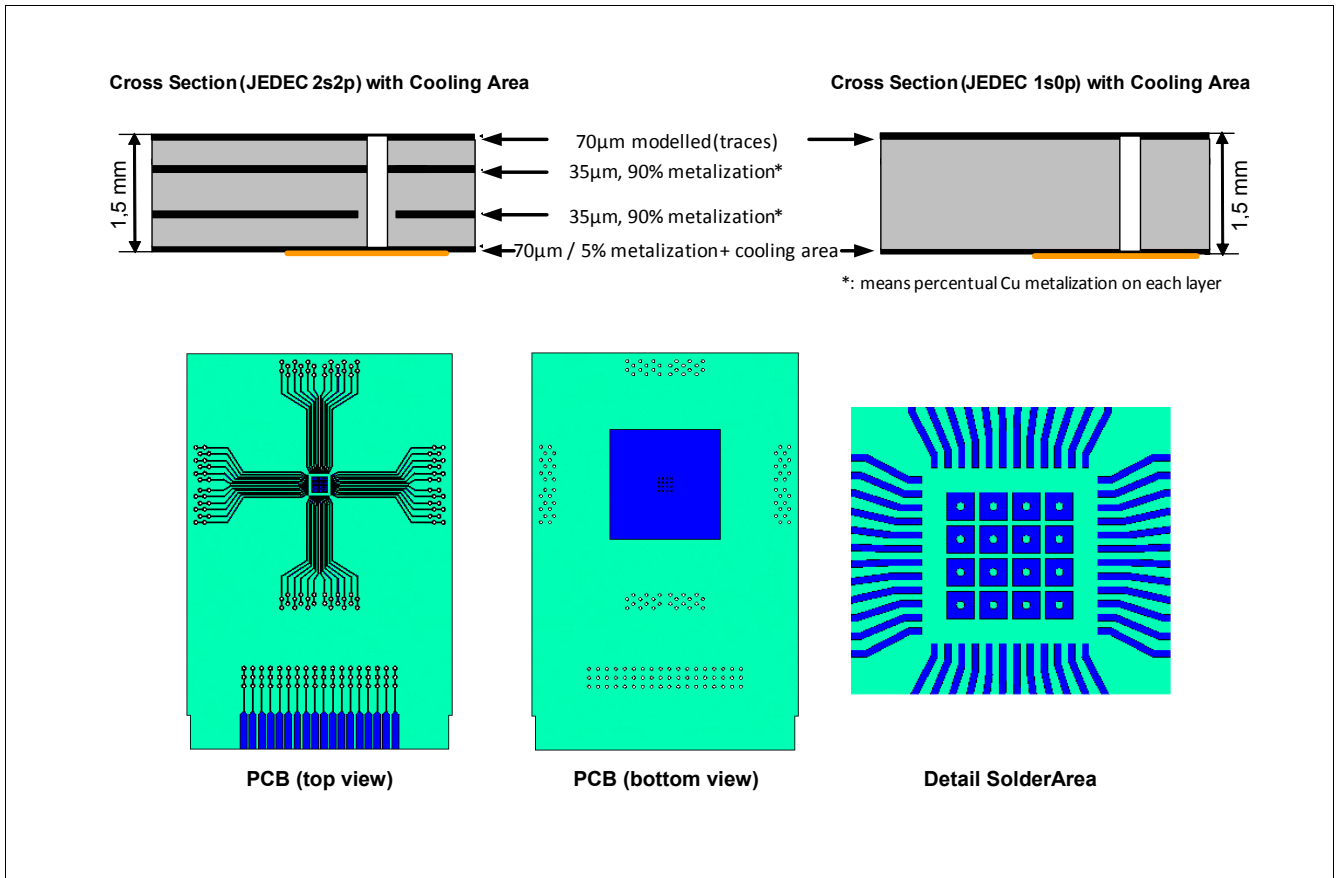 Cross Section (JEDEC 2s2p) with Cooling Area
Cross Section (JEDEC 1s0p) with Cooling Area
1,5 mm
70µm modelled (traces)
35µm, 90% metalization*
35µm, 90% metalization*
70µm / 5% metalization + cooling area
1,5 mm
*: means percentual Cu metalization on each layer
PCB (top view)
PCB (bottom view)
Detail SolderArea